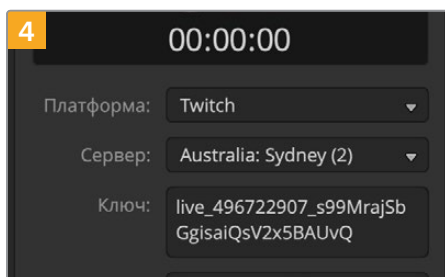 4
00:00:00
Платформа: Twitch
Сервер: Australia: Sydney (2)
Ключ: live_496722907_s99MrajSb
GgisaiQsV2x5BAUvQ